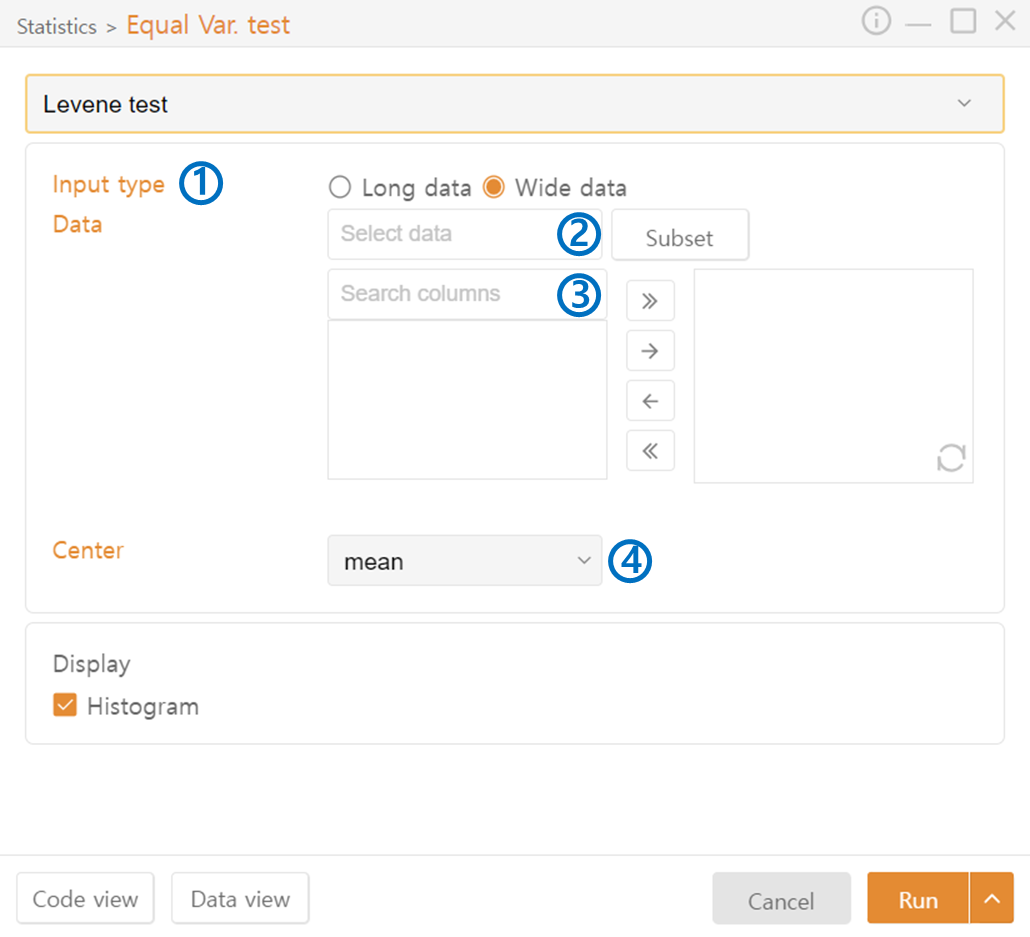 Statistics > Equal Var. test
Levene test
Input type ① Long data Wide data
Data Select data ② Subset
Search columns ③
Center mean ④
Display
Histogram
Code view Data view Cancel Run